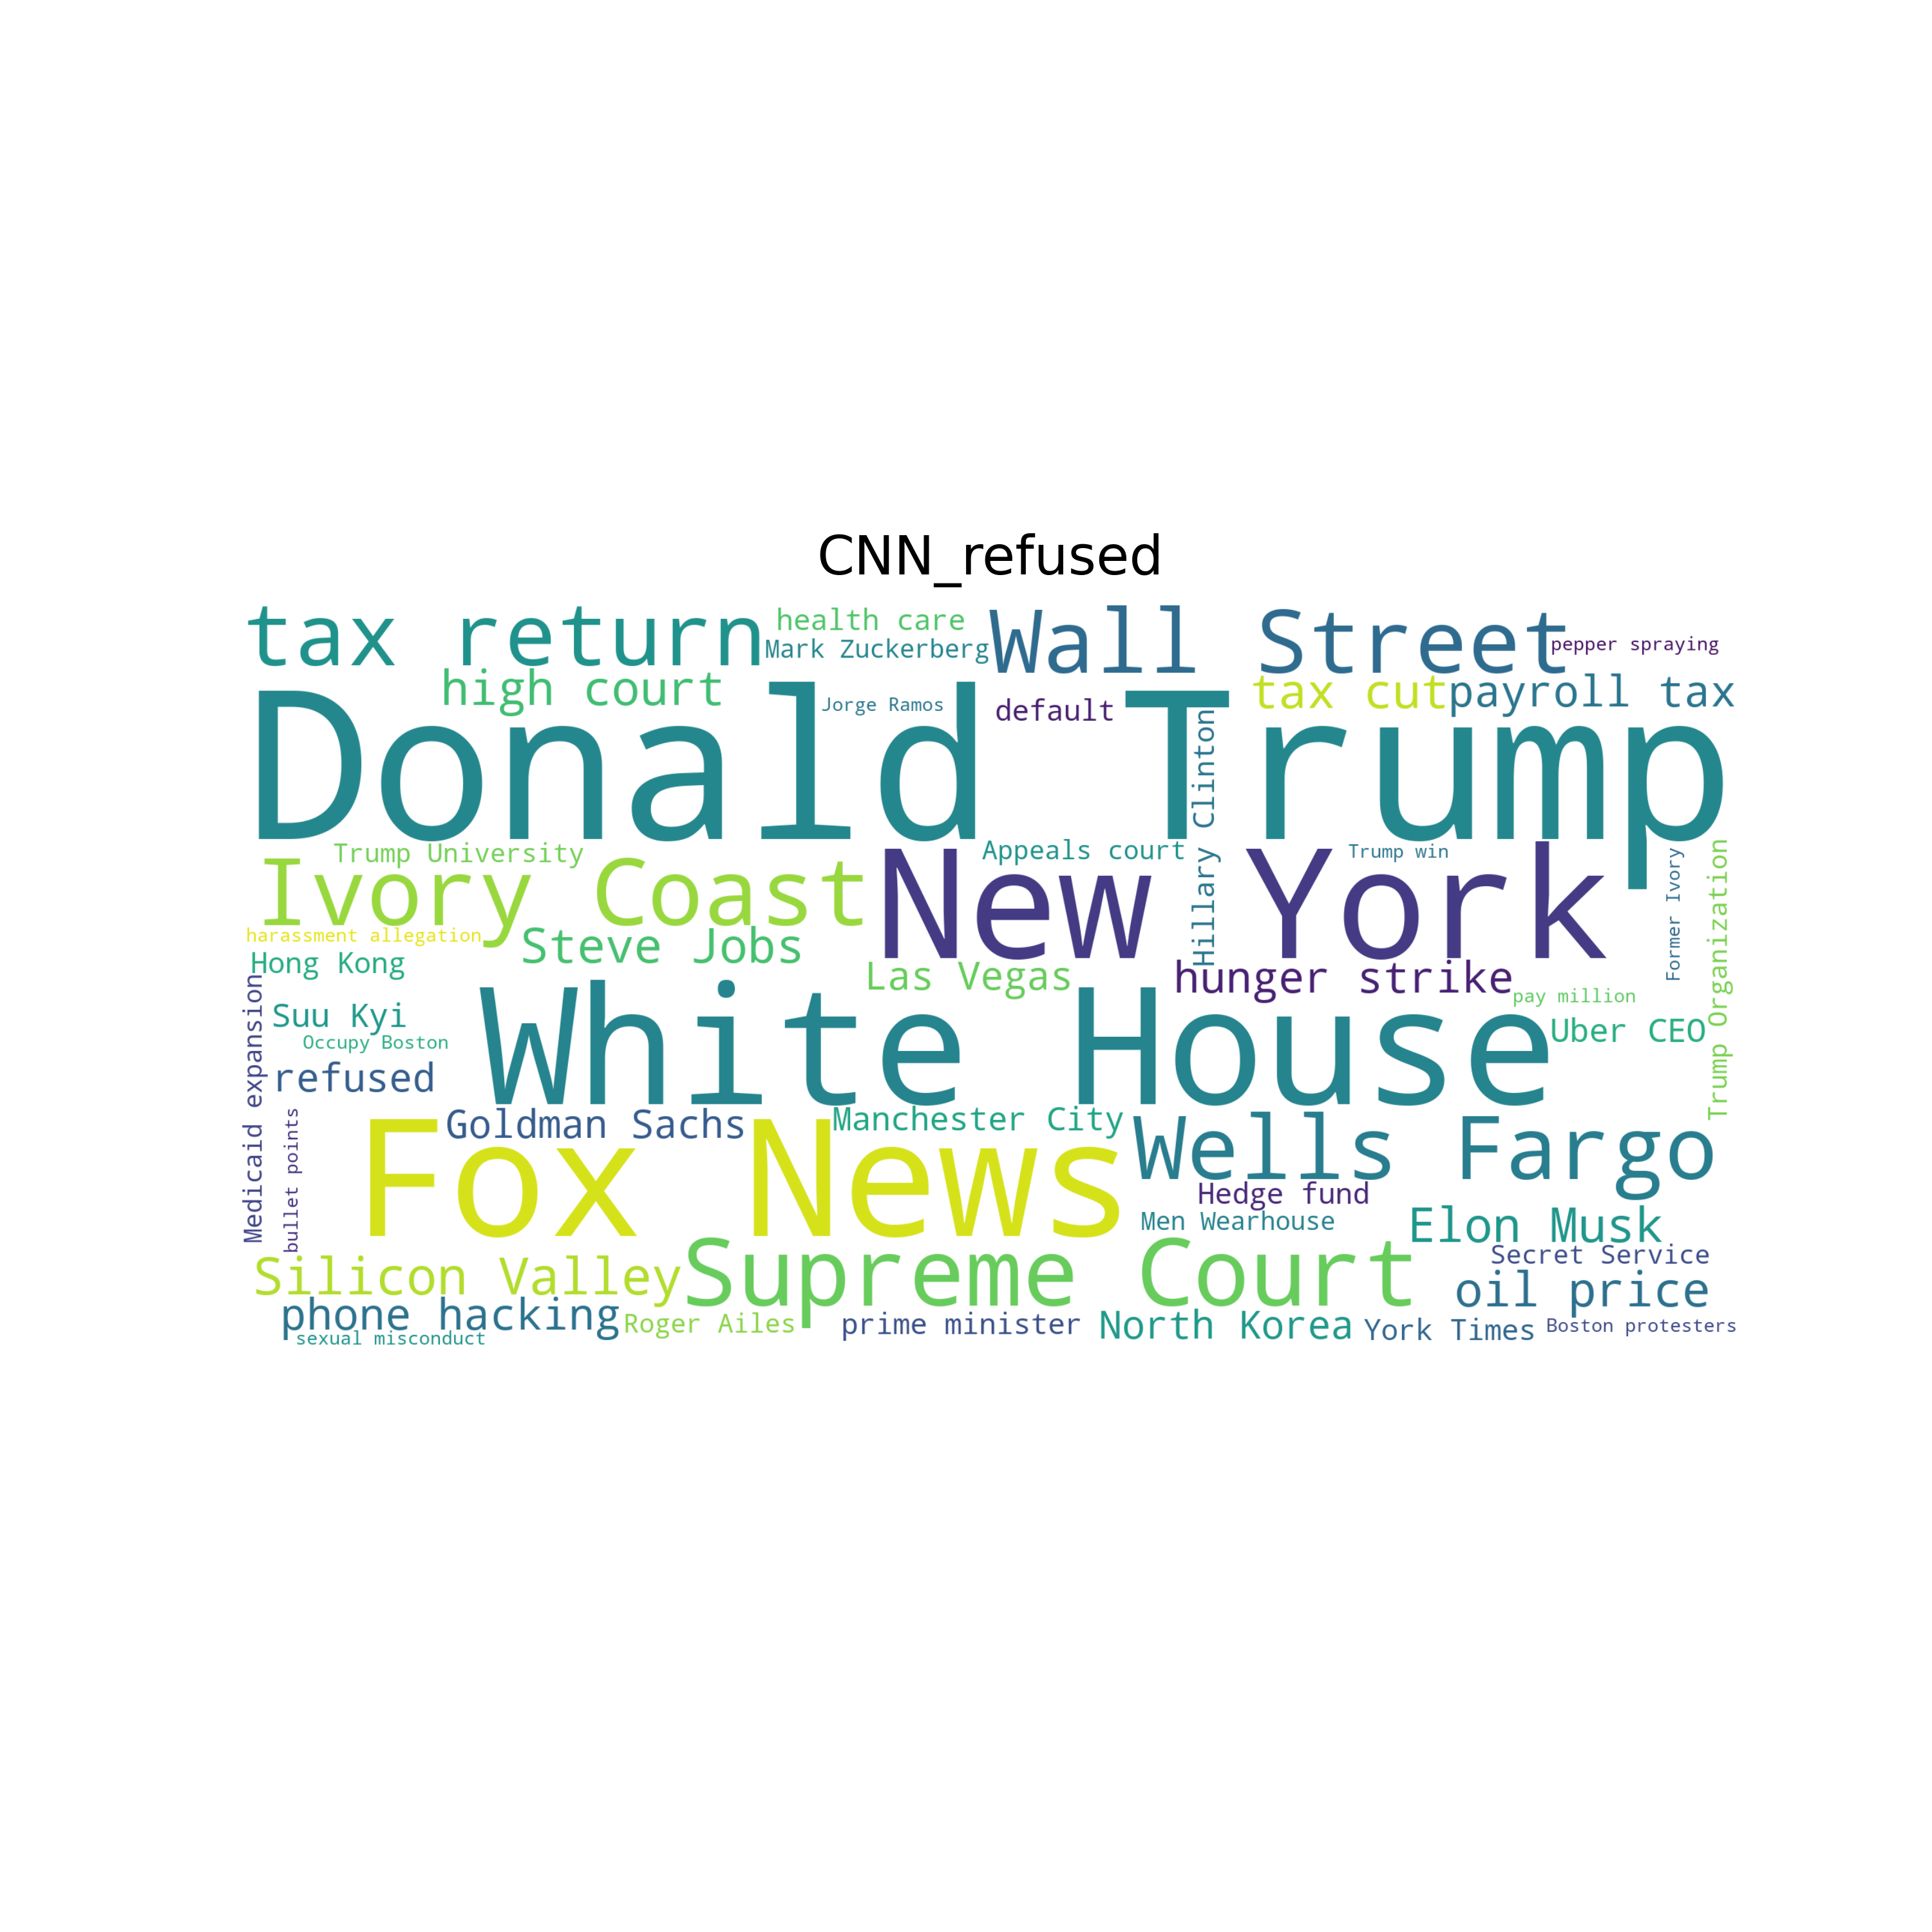 CNN_refused
tax return
health care
Mark Zuckerberg
Wall Street
pepper spraying
high court
Jorge Ramos
default
tax cut
payroll tax
Donald Trump
Hillary Clinton
Trump University
Appeals court
Trump win
Ivory Coast
New York
Former Ivory
Trump Organization
harassment allegation
Steve Jobs
Hong Kong
Las Vegas
hunger strike
pay million
Medicaid expansion
Suu Kyi
Occupy Boston
White House
Uber CEO
refused
bullet points
Goldman Sachs
Manchester City
Fox News
Wells Fargo
Hedge fund
Men Wearhouse
Elon Musk
Secret Service
Silicon Valley
Supreme Court
oil price
phone hacking
Roger Ailes
prime minister
North Korea
York Times
Boston protesters
sexual misconduct